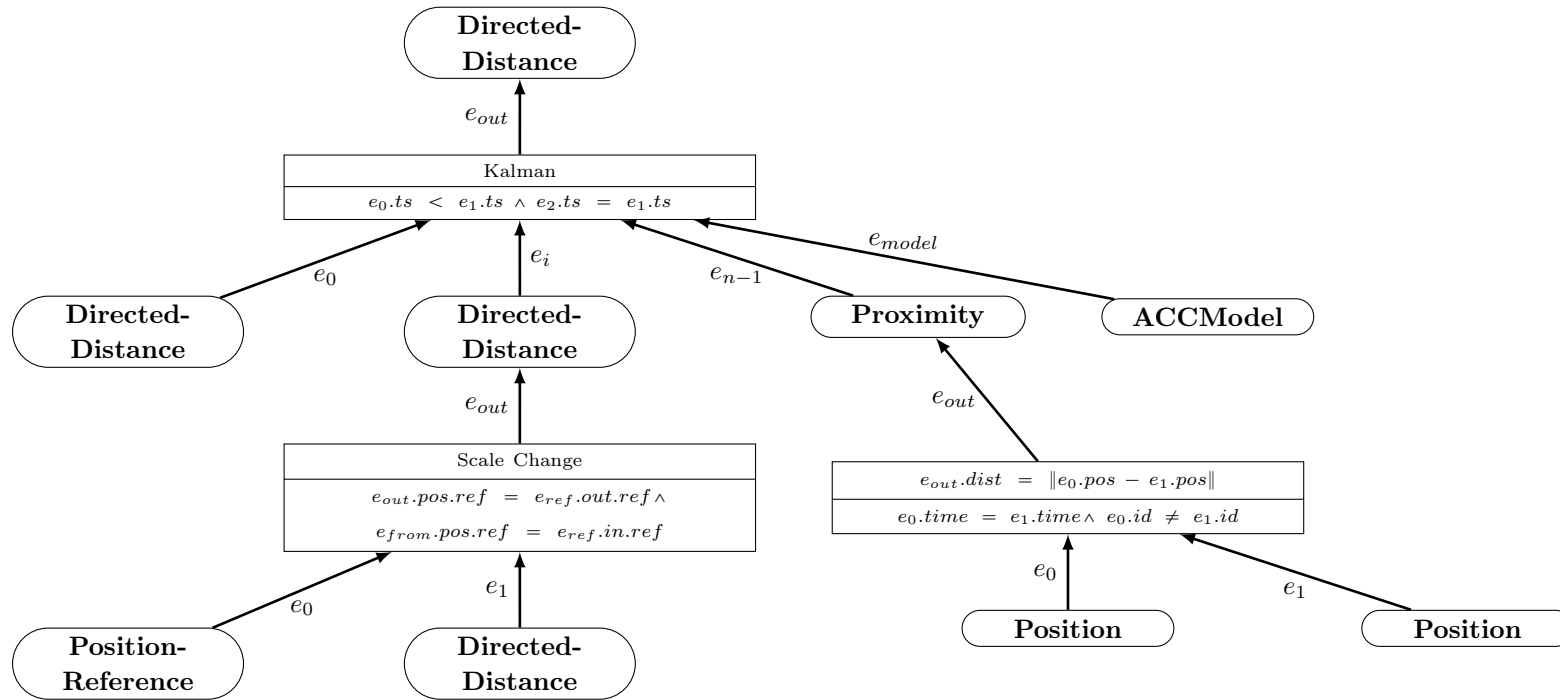 Directed-
Distance
e_out
Kalman
e_0.ts < e_1.ts ∧ e_2.ts = e_1.ts
e_0
e_i
e_{n−1}
e_model
Directed-
Distance
Directed-
Distance
Proximity
ACCModel
e_out
e_out
Scale Change
e_out.pos.ref = e_ref.out.ref ∧
e_from.pos.ref = e_ref.in.ref
e_out.dist = ‖e_0.pos − e_1.pos‖
e_0.time = e_1.time ∧ e_0.id ≠ e_1.id
e_0
e_1
e_0
e_1
Position-
Reference
Directed-
Distance
Position
Position